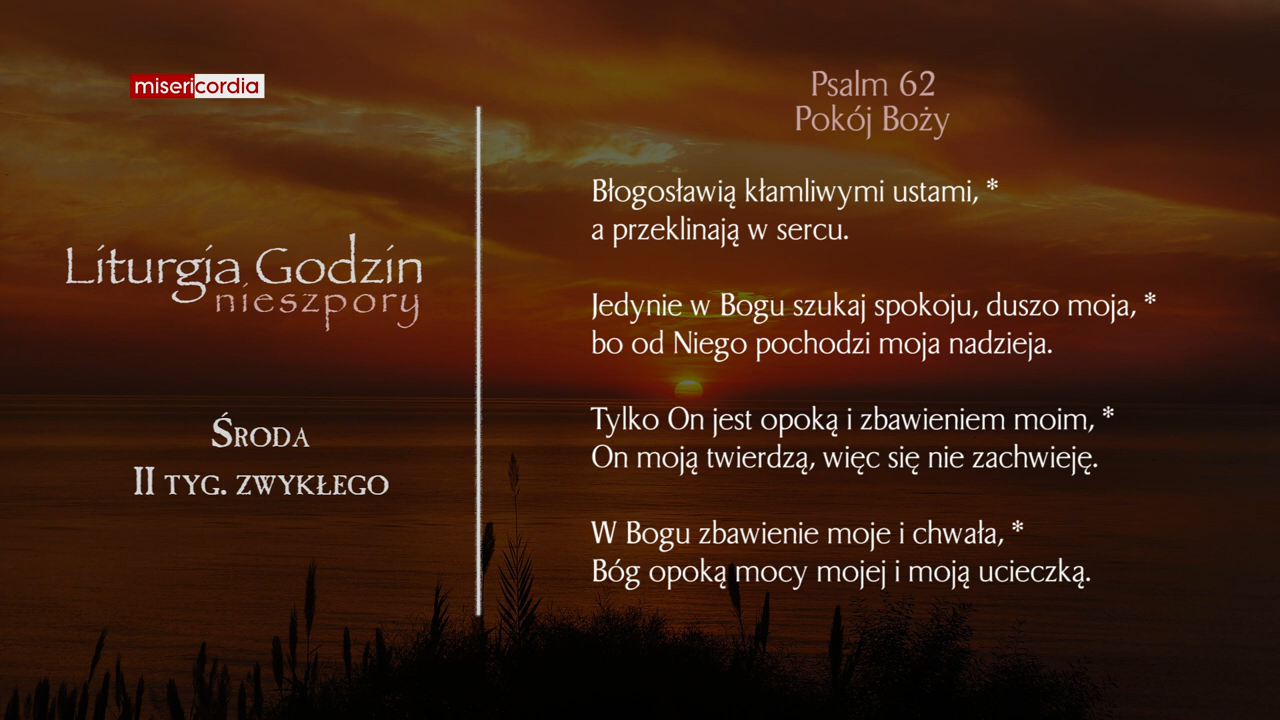 misericordia
Liturgia Godzin
nieszpory
Środa
II tyg. zwykłego
Psalm 62
Pokój Boży
Błogosławią kłamliwymi ustami, *
a przeklinają w sercu.
Jedynie w Bogu szukaj spokoju, duszo moja, *
bo od Niego pochodzi moja nadzieja.
Tylko On jest opoką i zbawieniem moim, *
On moją twierdzą, więc się nie zachwieję.
W Bogu zbawienie moje i chwała, *
Bóg opoką mocy mojej i moją ucieczką.